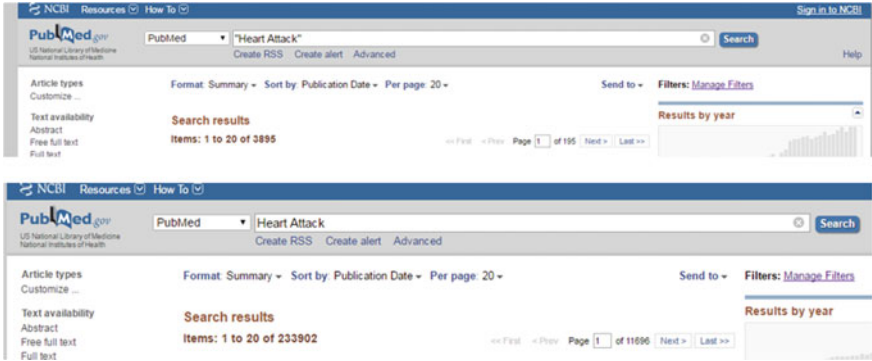 NCBI Resources How To Sign in to NCBI
PubMed.gov PubMed "Heart Attack" Search
US National Library of Medicine
National Institutes of Health
Create RSS Create alert Advanced Help
Article types Format: Summary Sort by: Publication Date Per page: 20 Send to Filters: Manage Filters
Customize ...
Text availability Search results Results by year
Abstract
Items: 1 to 20 of 3895 << First < Prev Page 1 of 195 Next > Last >>
Free full text
Full text
NCBI Resources How To
PubMed.gov PubMed Heart Attack Search
US National Library of Medicine
National Institutes of Health
Create RSS Create alert Advanced
Article types Format: Summary Sort by: Publication Date Per page: 20 Send to Filters: Manage Filters
Customize ...
Text availability Search results Results by year
Abstract
Items: 1 to 20 of 233902 << First < Prev Page 1 of 11696 Next > Last >>
Free full text
Full text